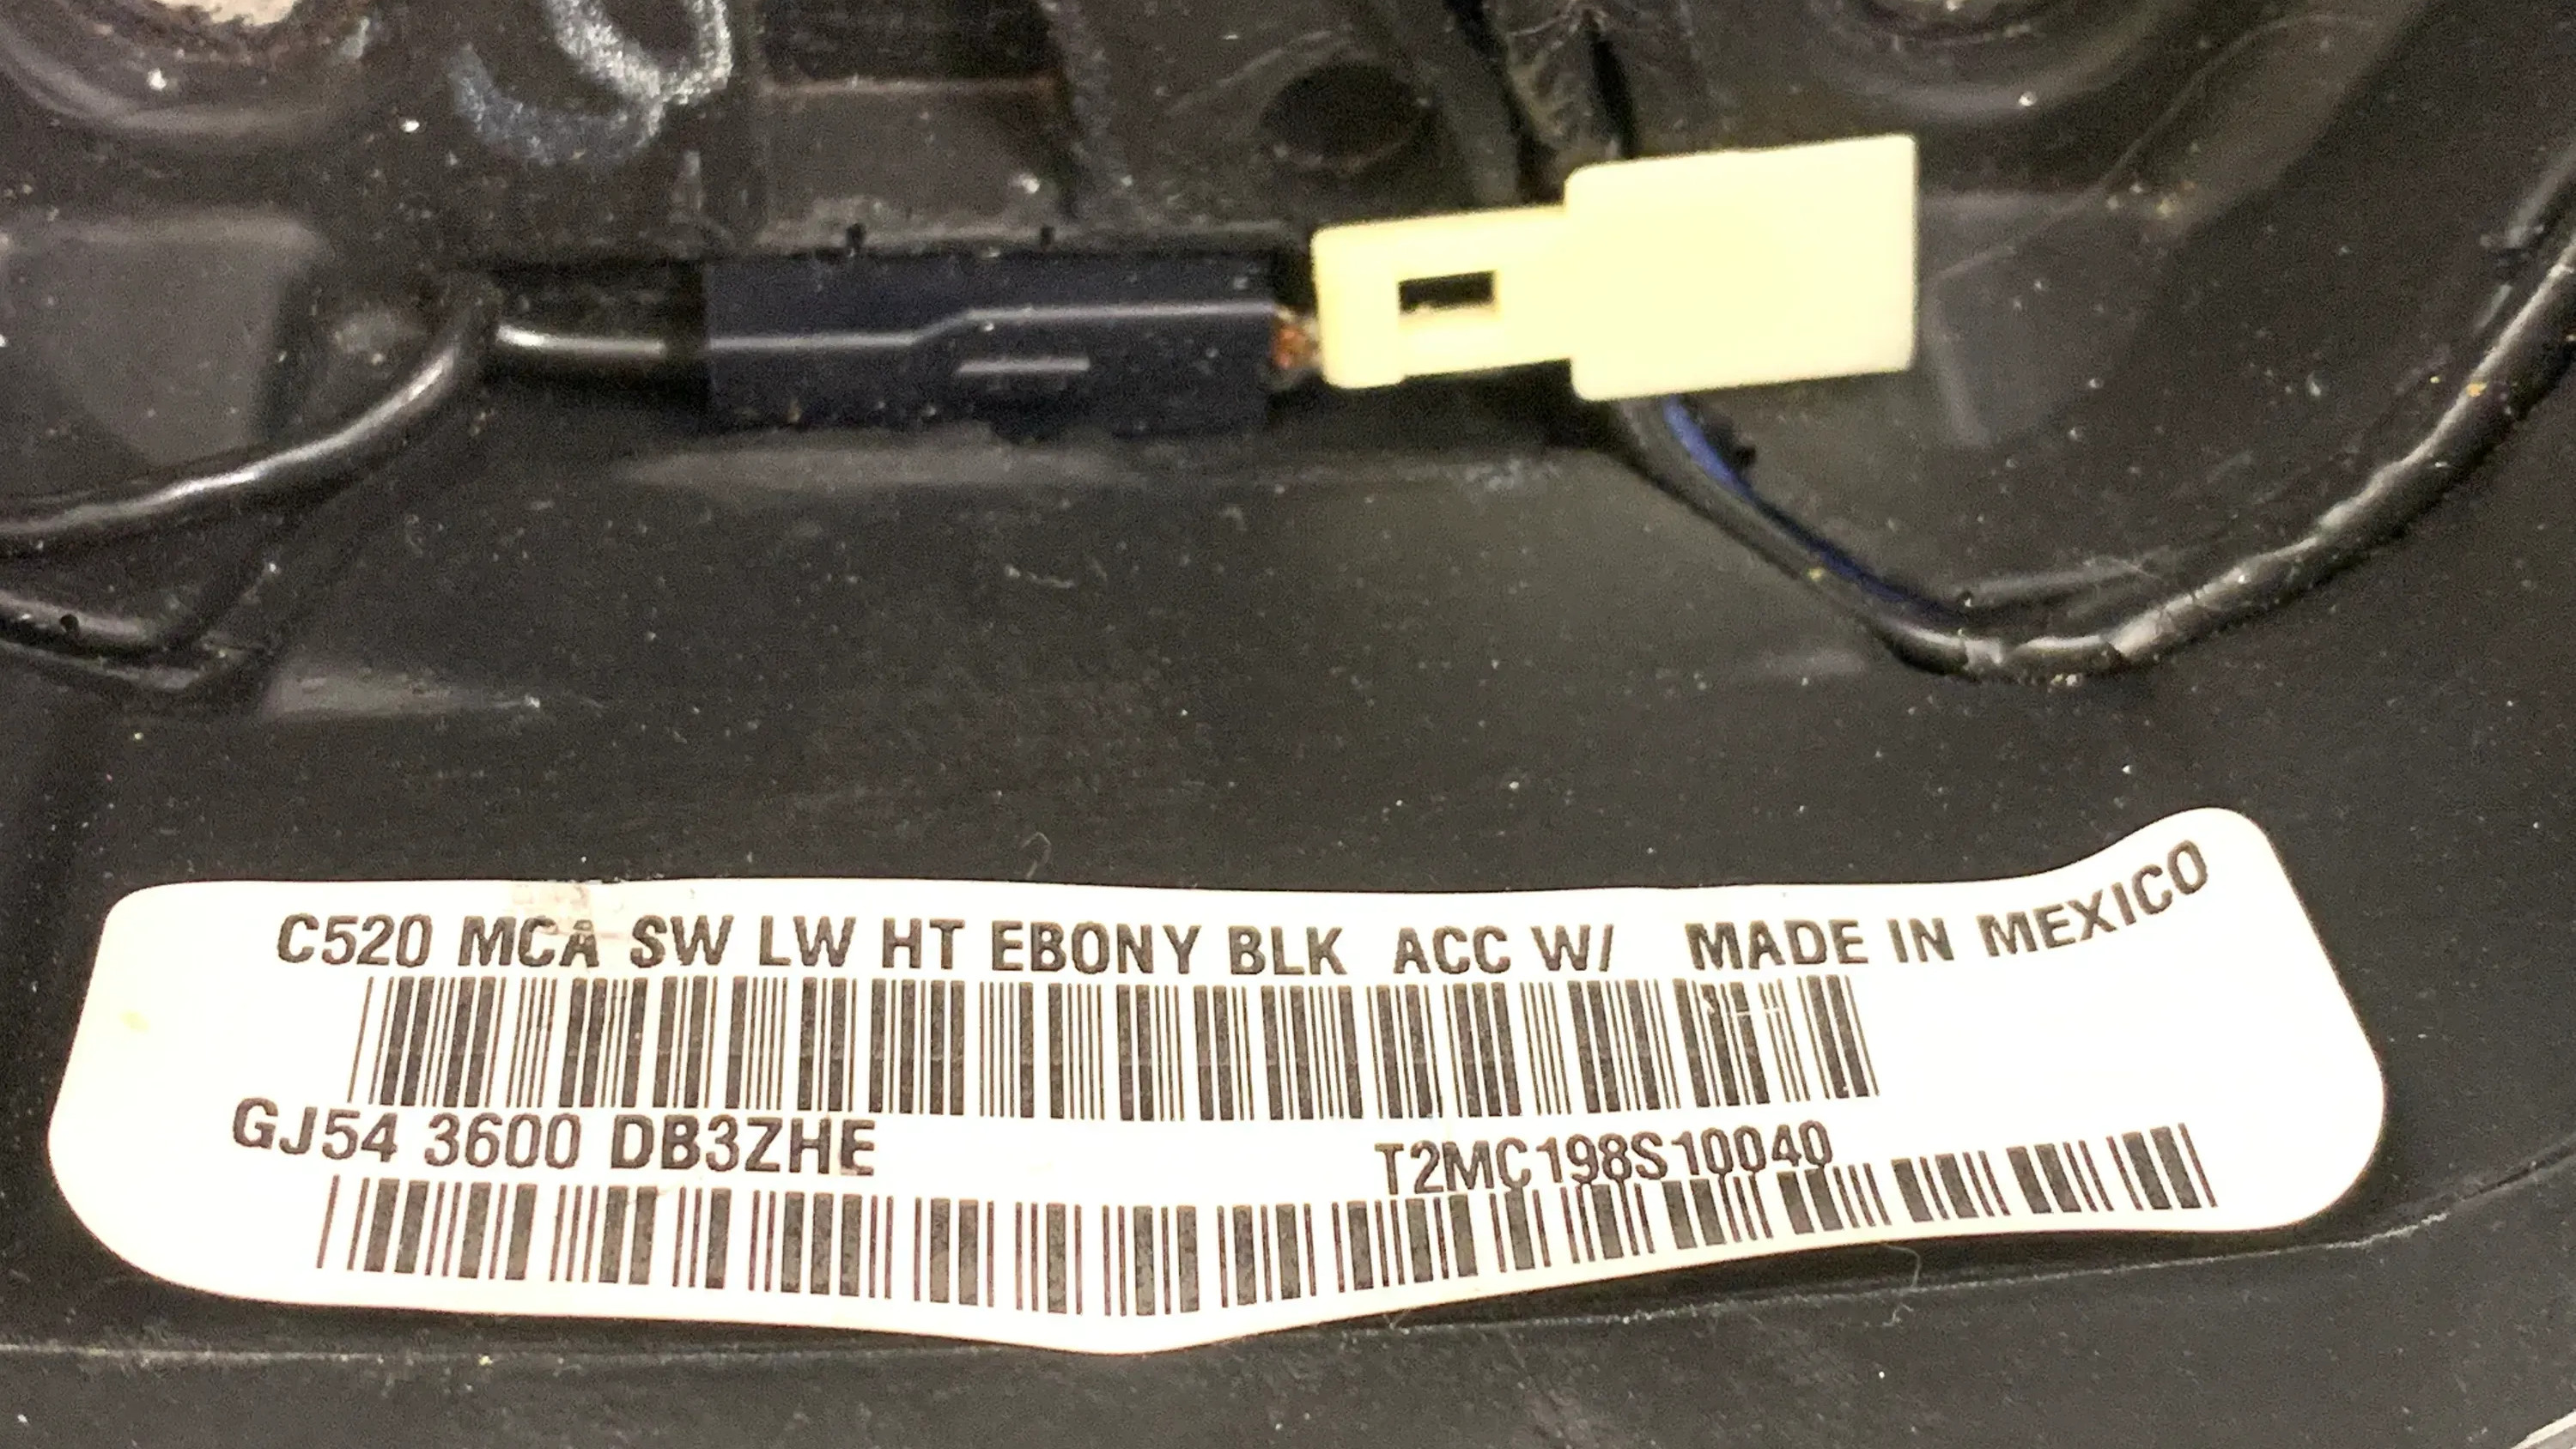 C520 MCA SW LW HT EBONY BLK ACC W/ MADE IN MEXICO
GJ54 3600 DB3ZHE T2MC198S10040